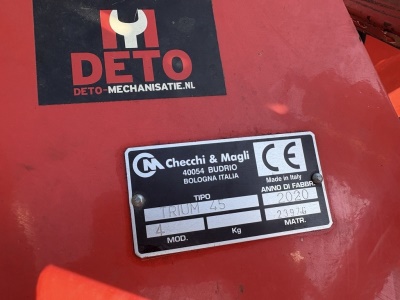 DETO
DETO-MECHANISATIE.NL
CM Checchi & Magli
40054 BUDRIO
BOLOGNA ITALIA
CE
Made in Italy
TIPO
ANNO DI FABBR.
TRIUM 45
2020
4
MOD.
Kg
MATR.